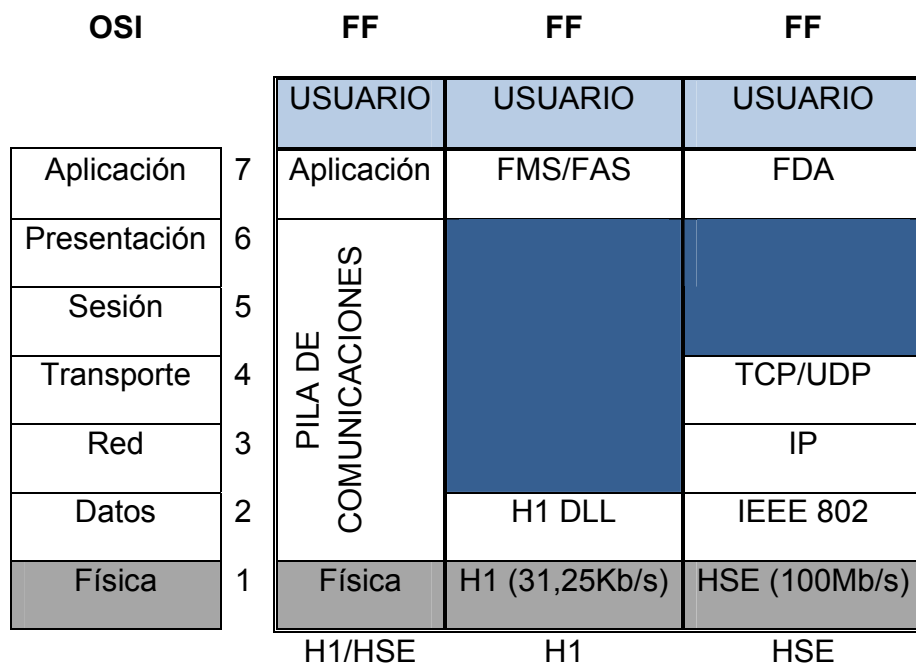 OSI FF FF FF
USUARIO USUARIO USUARIO
Aplicación 7 Aplicación FMS/FAS FDA
Presentación 6
Sesión 5
PILA DE
COMUNICACIONES
Transporte 4 TCP/UDP
Red 3 IP
Datos 2 H1 DLL IEEE 802
Física 1 Física H1 (31,25Kb/s) HSE (100Mb/s)
H1/HSE H1 HSE